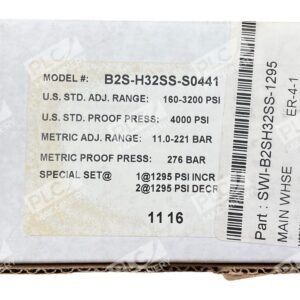 MODEL #: B2S-H32SS-S0441
U.S. STD. ADJ. RANGE: 160-3200 PSI
U.S. STD. PROOF PRESS: 4000 PSI
METRIC ADJ. RANGE: 11.0-221 BAR
METRIC PROOF PRESS: 276 BAR
SPECIAL SET@ 1@1295 PSI INCR
2@1295 PSI DECR
11 16
Part : SWI-B2SH32SS-1295
MAIN WHSE ER-4-1